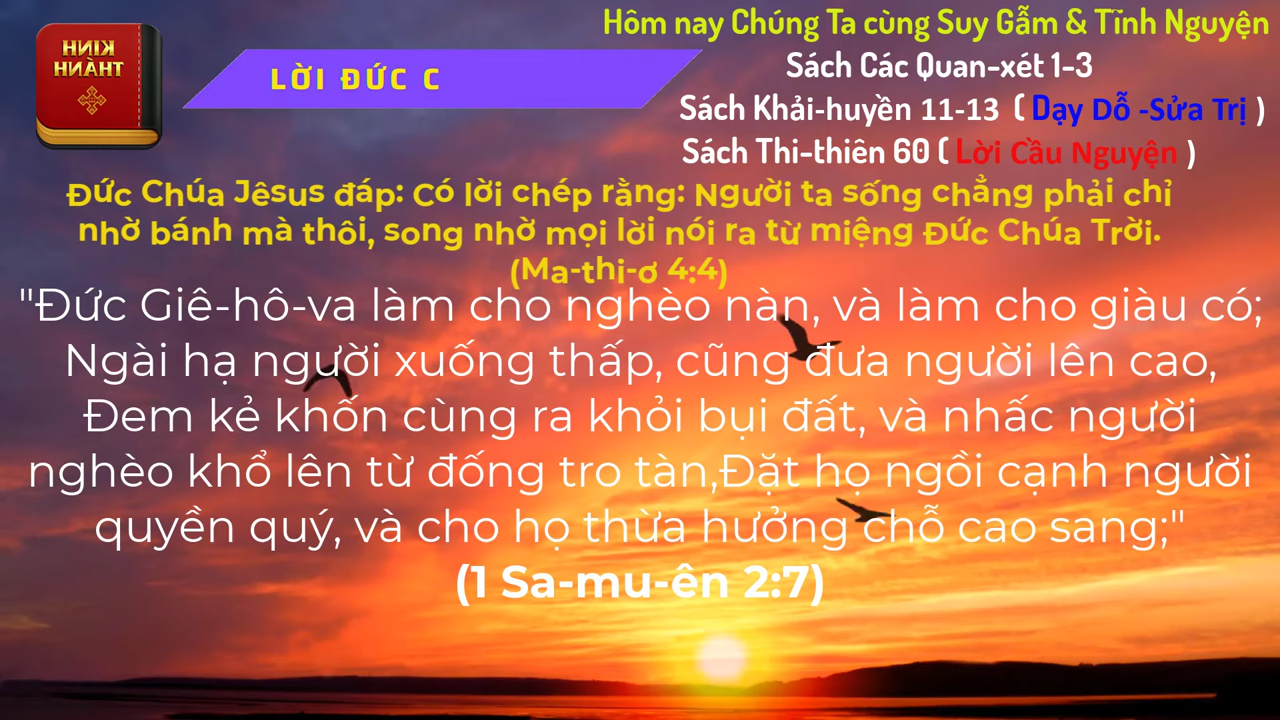 KINH
THÁNH
LỜI ĐỨC C
Hôm nay Chúng Ta cùng Suy Gẫm & Tĩnh Nguyện
Sách Các Quan-xét 1-3
Sách Khải-huyền 11-13 ( Dạy Dỗ -Sửa Trị )
Sách Thi-thiên 60 ( Lời Cầu Nguyện )
Đức Chúa Jêsus đáp: Có lời chép rằng: Người ta sống chẳng phải chỉ
nhờ bánh mà thôi, song nhờ mọi lời nói ra từ miệng Đức Chúa Trời.
(Ma-thi-ơ 4:4)
"Đức Giê-hô-va làm cho nghèo nàn, và làm cho giàu có;
Ngài hạ người xuống thấp, cũng đưa người lên cao,
Đem kẻ khốn cùng ra khỏi bụi đất, và nhấc người
nghèo khổ lên từ đống tro tàn,Đặt họ ngồi cạnh người
quyền quý, và cho họ thừa hưởng chỗ cao sang;"
(1 Sa-mu-ên 2:7)